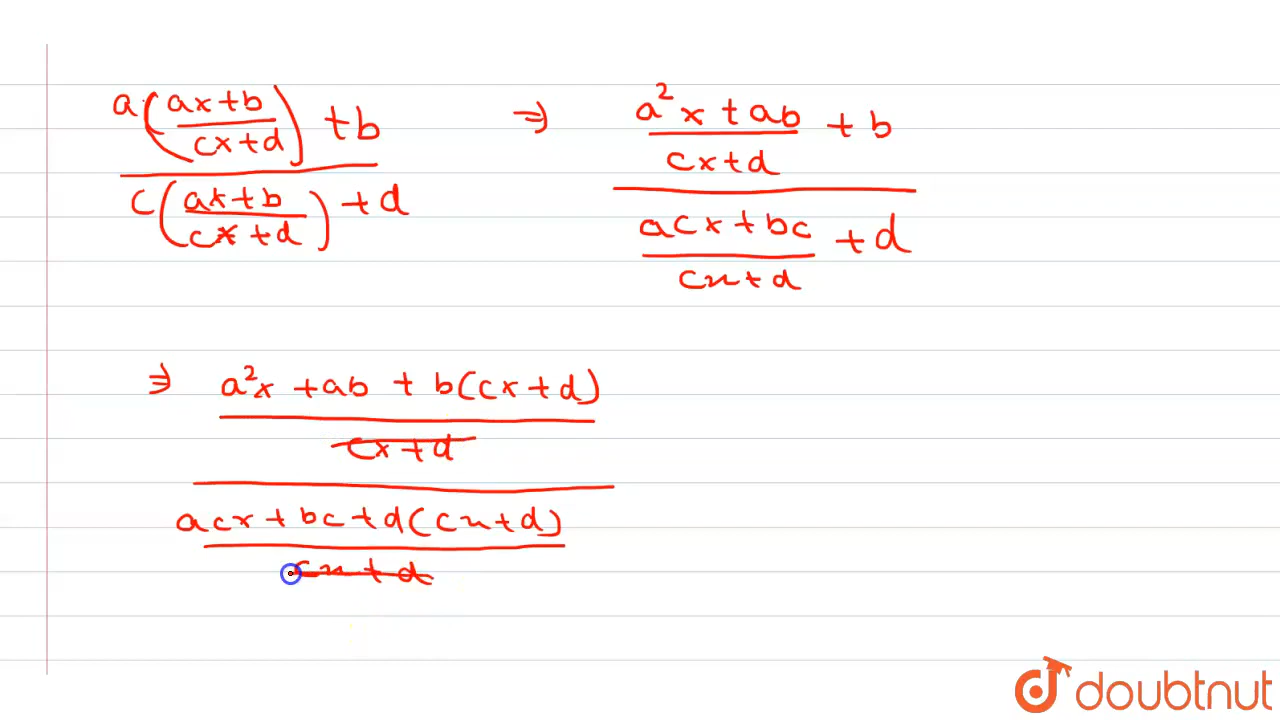 a((ax+b)/(cx+d)) + b / c((ax+b)/(cx+d)) + d ⇒ (a²x + ab)/(cx+d) + b / (acx + bc)/(cx+d) + d
⇒ (a²x + ab + b(cx+d))/(cx+d) / (acx + bc + d(cx+d))/(cx+d)
doubtnut